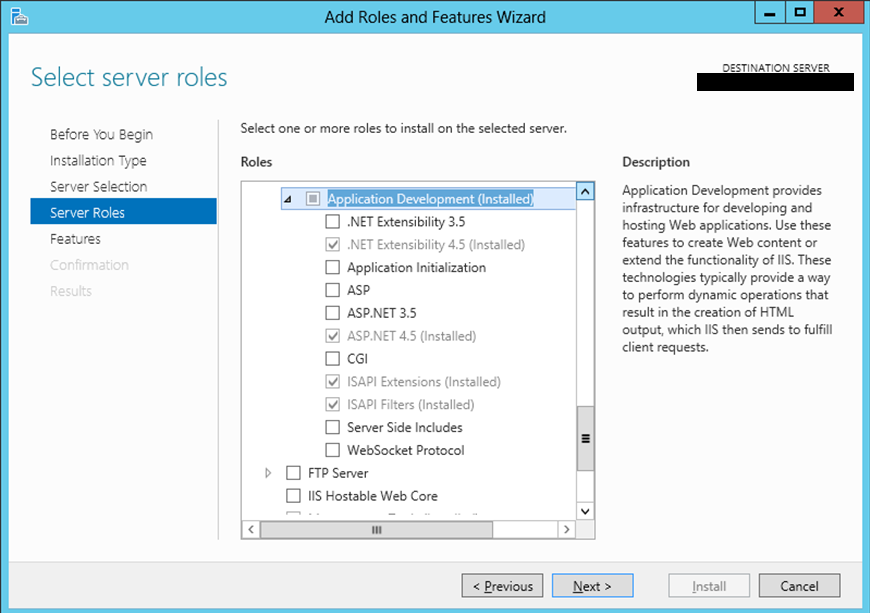 Add Roles and Features Wizard
Select server roles
DESTINATION SERVER
Before You Begin
Installation Type
Server Selection
Server Roles
Features
Confirmation
Results
Select one or more roles to install on the selected server.
Roles
Application Development (Installed)
.NET Extensibility 3.5
.NET Extensibility 4.5 (Installed)
Application Initialization
ASP
ASP.NET 3.5
ASP.NET 4.5 (Installed)
CGI
ISAPI Extensions (Installed)
ISAPI Filters (Installed)
Server Side Includes
WebSocket Protocol
FTP Server
IIS Hostable Web Core
Description
Application Development provides
infrastructure for developing and
hosting Web applications. Use these
features to create Web content or
extend the functionality of IIS. These
technologies typically provide a way
to perform dynamic operations that
result in the creation of HTML
output, which IIS then sends to fulfill
client requests.
< Previous
Next >
Install
Cancel